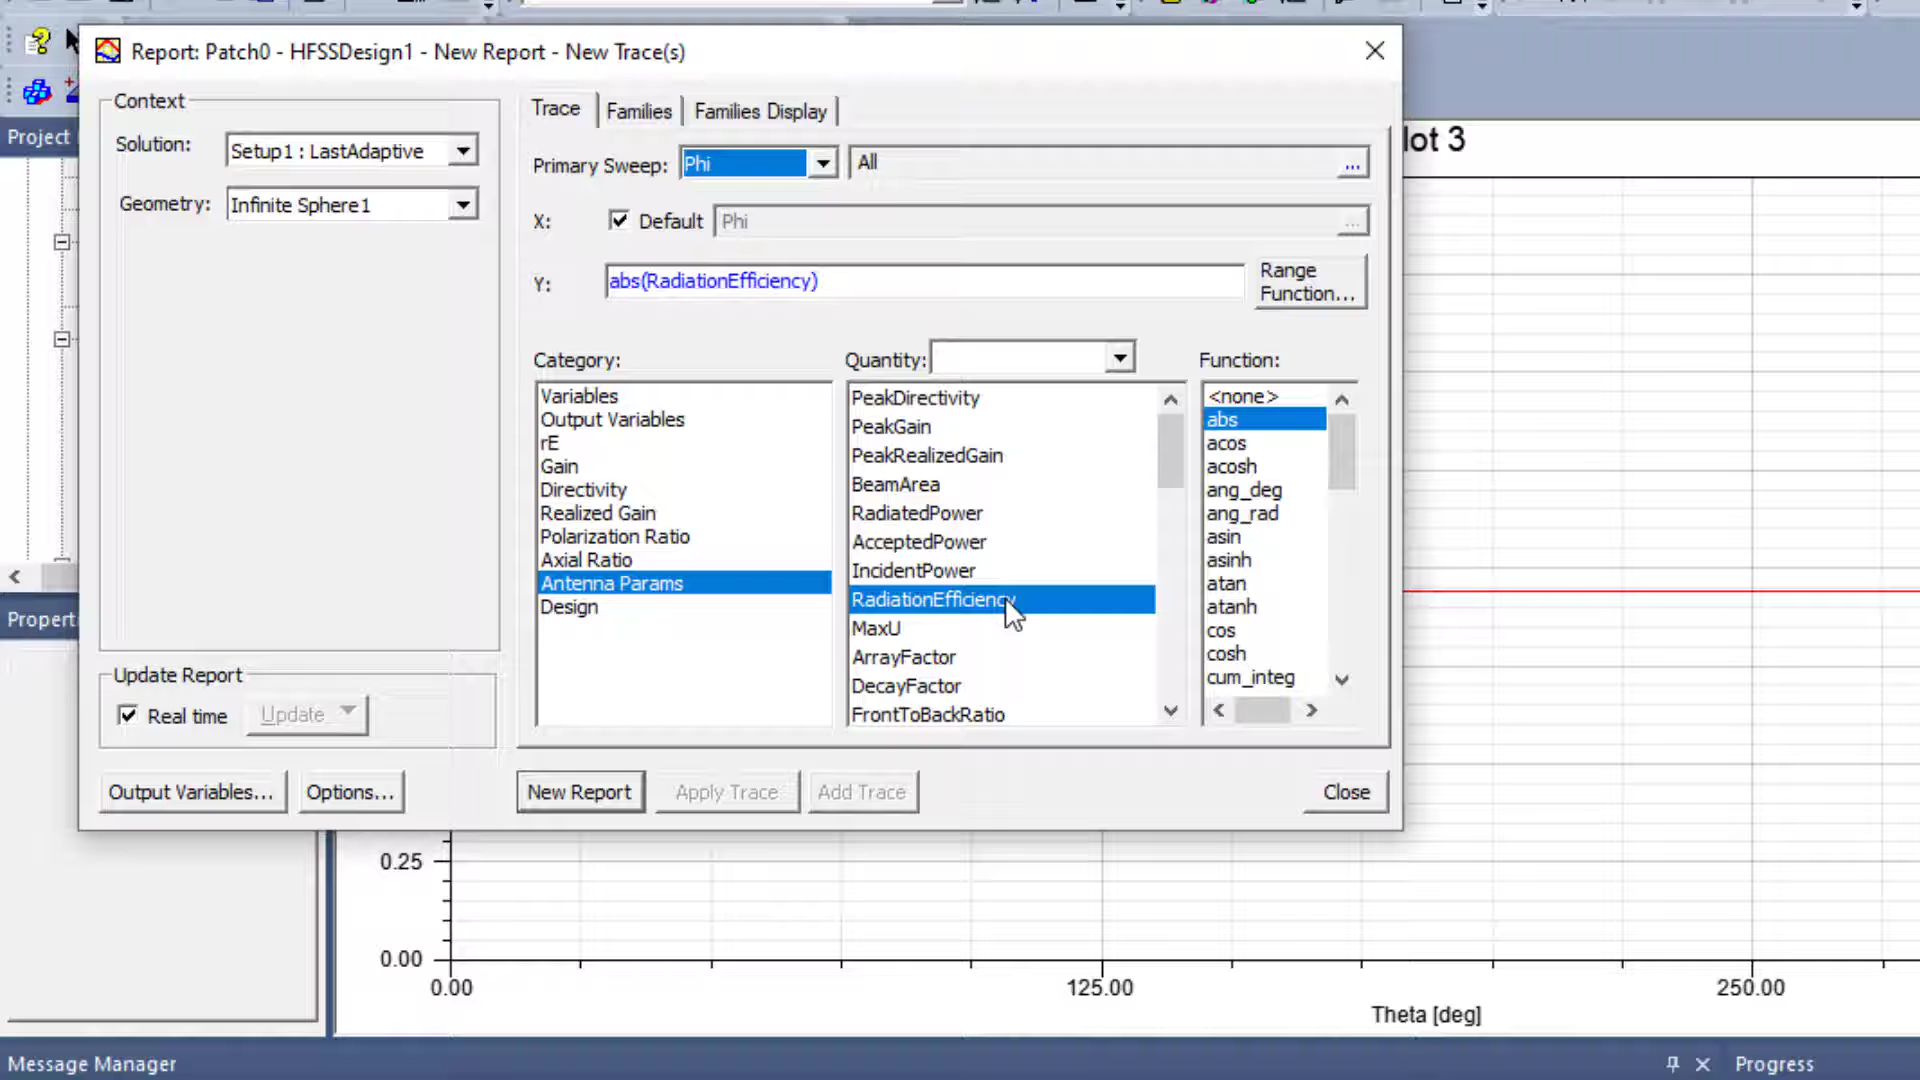 Report: Patch0 - HFSSDesign1 - New Report - New Trace(s)
Context
Solution:
Setup1 : LastAdaptive
Geometry:
Infinite Sphere1
Update Report
Real time
Update
Output Variables...
Options...
Trace
Families
Families Display
Primary Sweep:
Phi
All
...
X:
Default
Phi
...
Y:
abs(RadiationEfficiency)
Range
Function...
Category:
Variables
Output Variables
rE
Gain
Directivity
Realized Gain
Polarization Ratio
Axial Ratio
Antenna Params
Design
Quantity:
PeakDirectivity
PeakGain
PeakRealizedGain
BeamArea
RadiatedPower
AcceptedPower
IncidentPower
RadiationEfficiency
MaxU
ArrayFactor
DecayFactor
FrontToBackRatio
Function:
<none>
abs
acos
acosh
ang_deg
ang_rad
asin
asinh
atan
atanh
cos
cosh
cum_integ
New Report
Apply Trace
Add Trace
Close
Project
Properti
lot 3
0.25
0.00
0.00
125.00
250.00
Theta [deg]
Message Manager
Progress